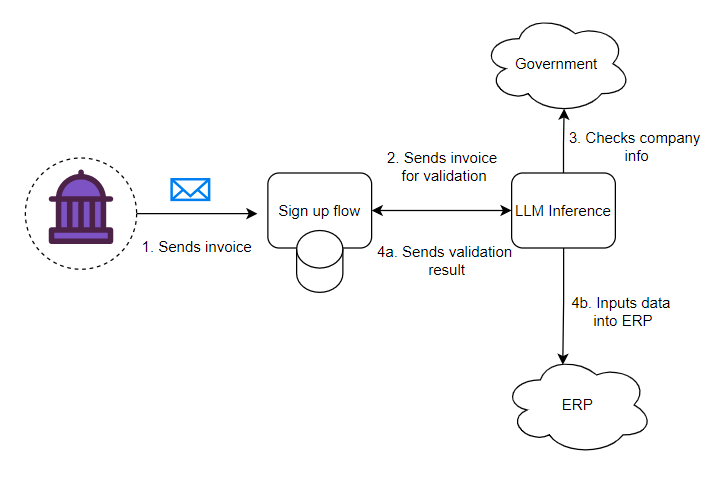 Government
3. Checks company
info
2. Sends invoice
for validation
Sign up flow
LLM Inference
1. Sends invoice
4a. Sends validation
result
4b. Inputs data
into ERP
ERP